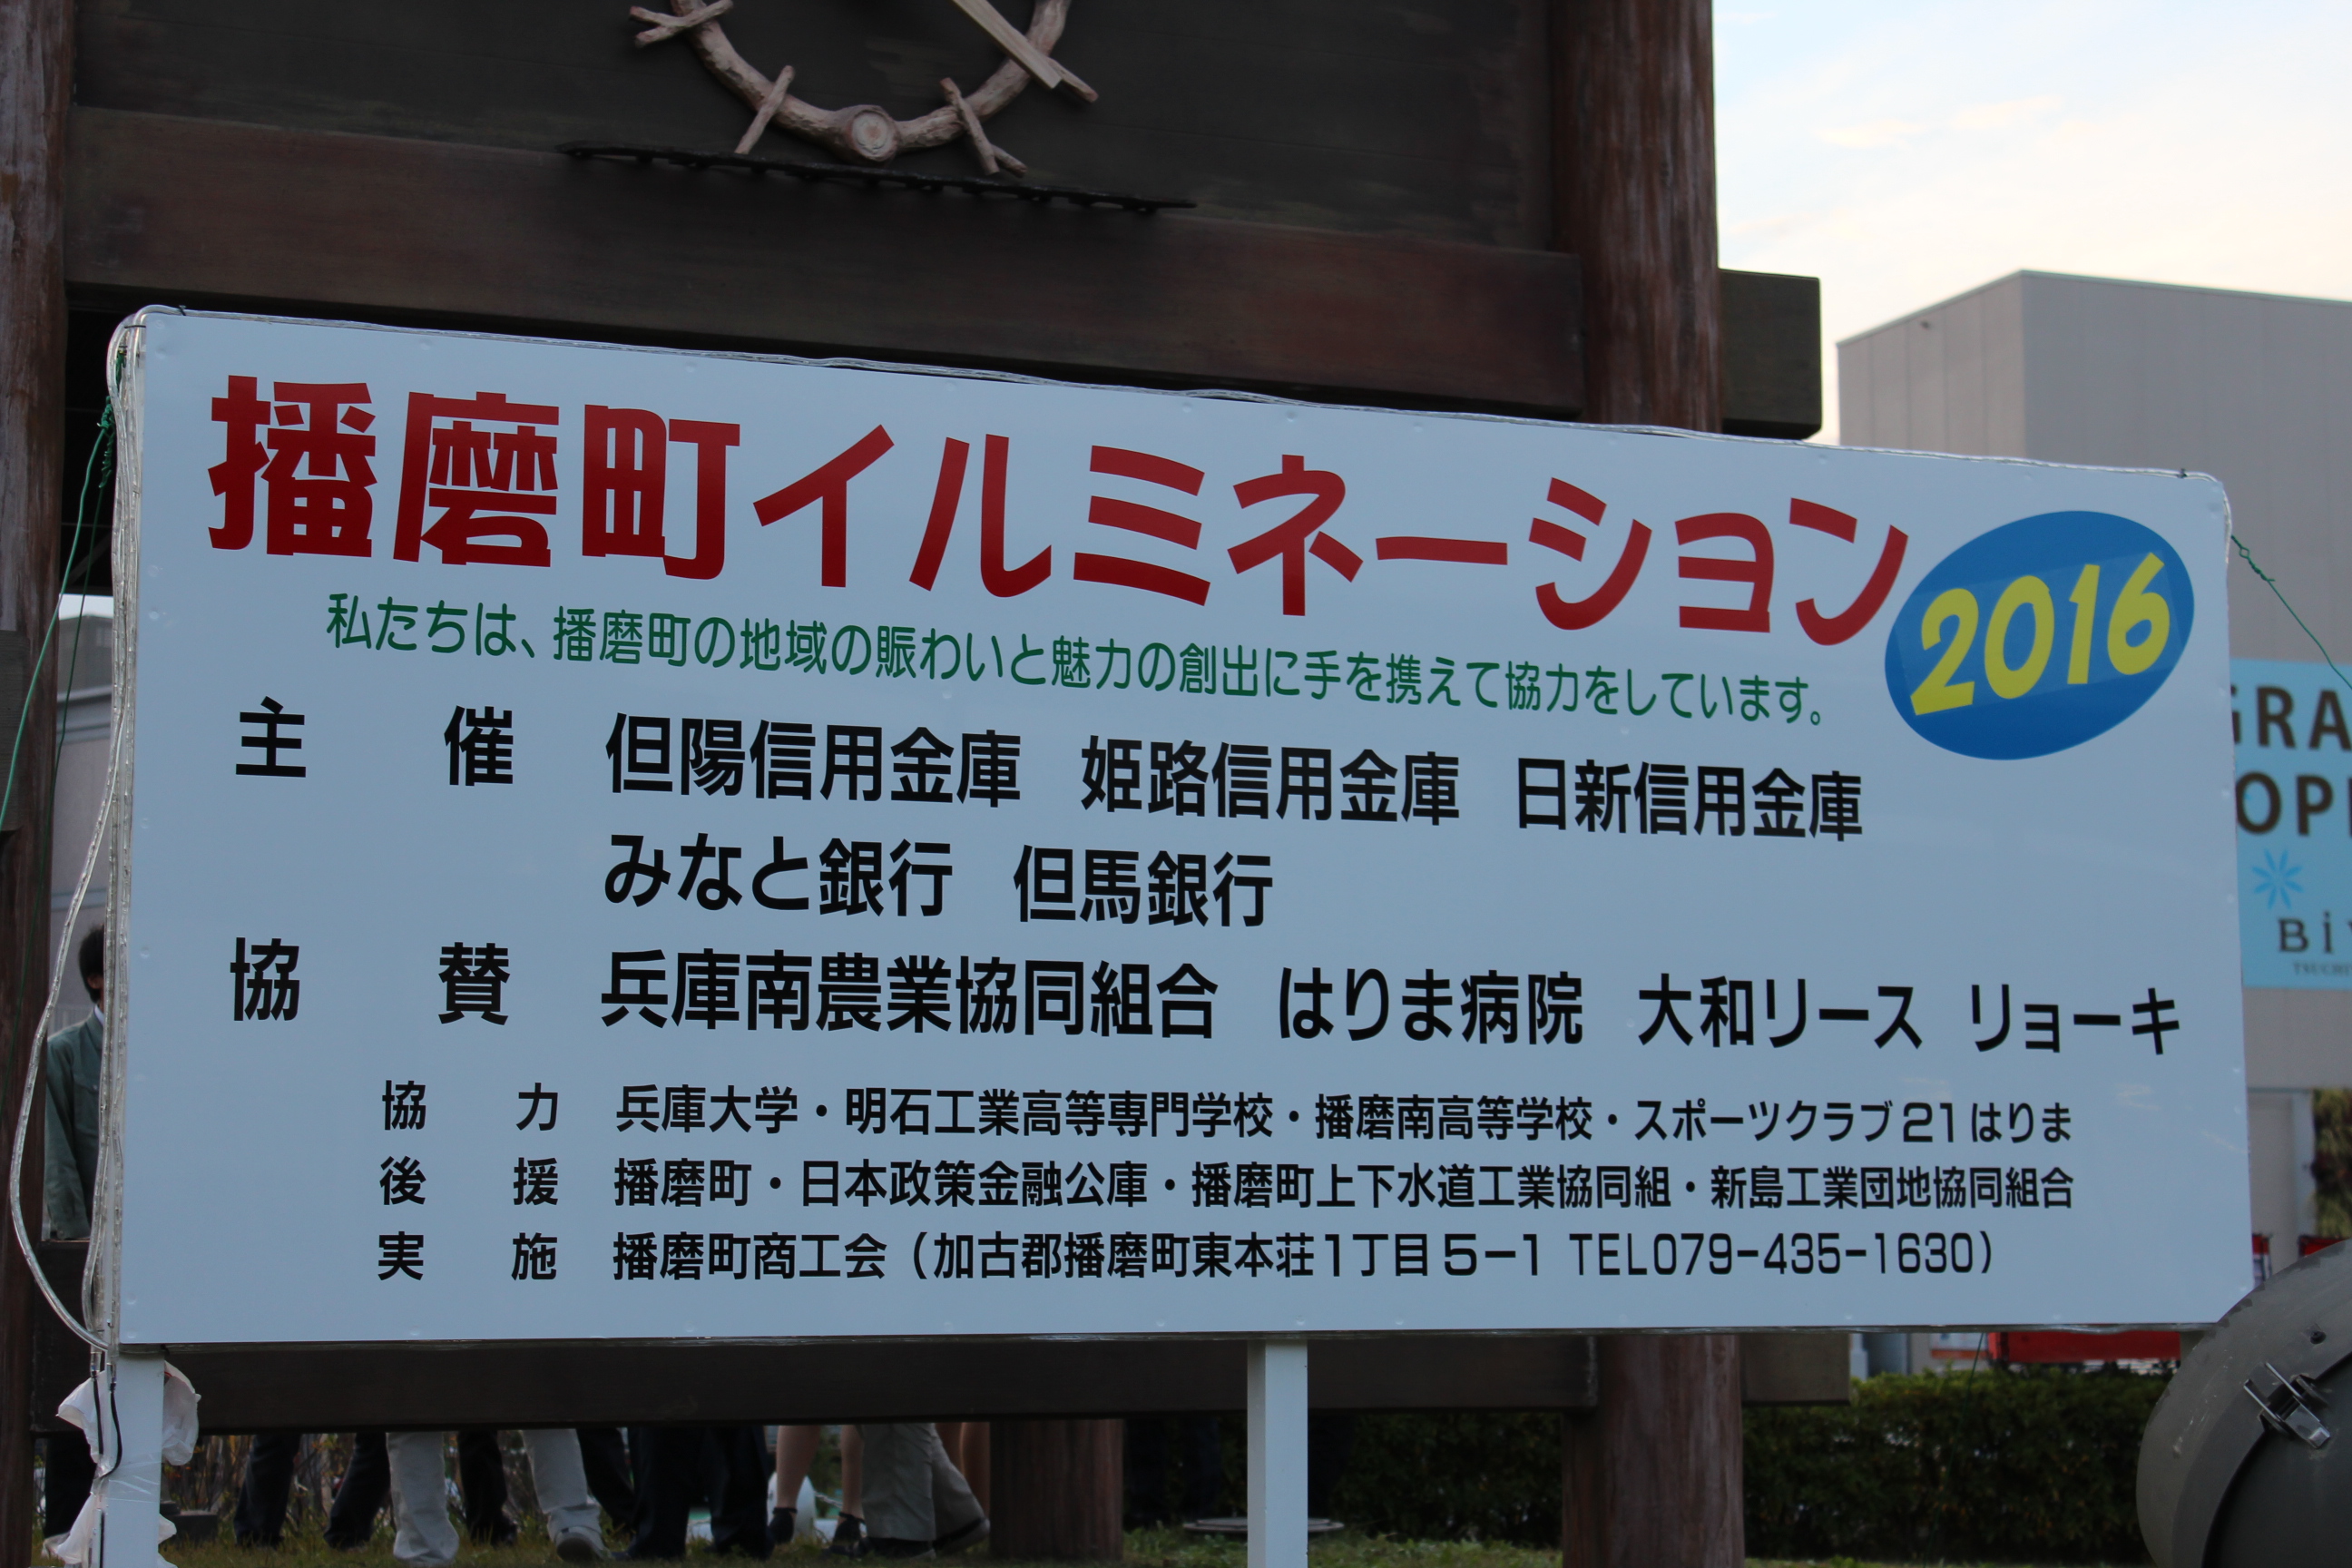 播磨町イルミネーション 2016
私たちは、播磨町の地域の賑わいと魅力の創出に手を携えて協力をしています。
主 催 但陽信用金庫 姫路信用金庫 日新信用金庫
みなと銀行 但馬銀行
協 賛 兵庫南農業協同組合 はりま病院 大和リース リョーキ
協 力 兵庫大学・明石工業高等専門学校・播磨南高等学校・スポーツクラブ21はりま
後 援 播磨町・日本政策金融公庫・播磨町上下水道工業協同組・新島工業団地協同組合
実 施 播磨町商工会（加古郡播磨町東本荘1丁目5−1 TEL079−435−1630）
GRA
OPE
Bi